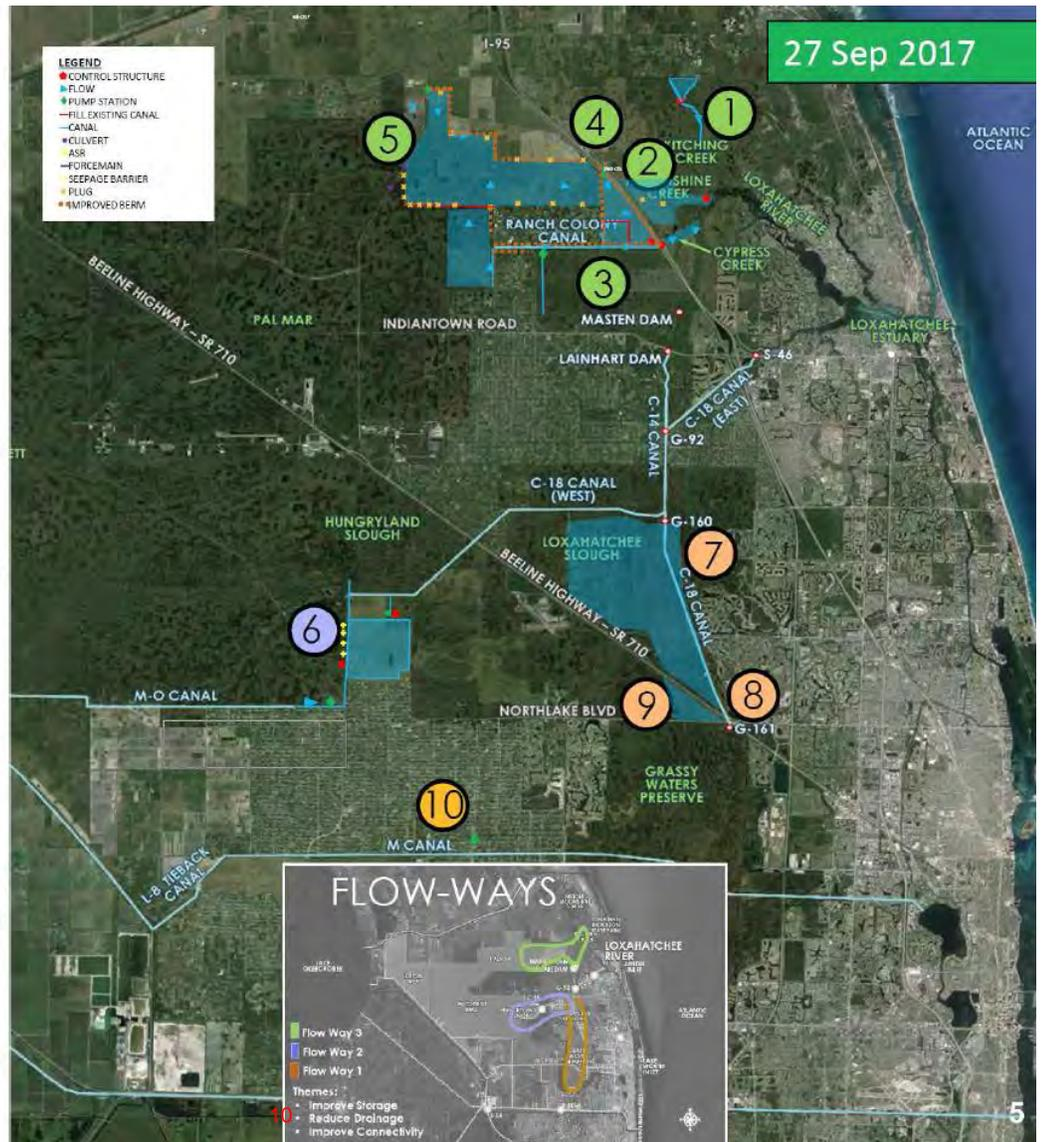 27 Sep 2017
I-95
LEGEND
CONTROL STRUCTURE
FLOW
PUMP STATION
FILL EXISTING CANAL
CANAL
CULVERT
ASR
FORCEMAIN
SEEPAGE BARRIER
PLUG
IMPROVED BERM
1
4
5
2
KITCHING
CREEK
ATLANTIC
OCEAN
SHINE
CREEK
LOXAHATCHEE
RIVER
RANCH COLONY
CANAL
CYPRESS
CREEK
3
BEELINE HIGHWAY – SR 710
PAL MAR
INDIANTOWN ROAD
MASTEN DAM
LOXAHATCHEE
ESTUARY
LAINHART DAM
S-46
C-14 CANAL
C-18 CANAL
(EAST)
G-92
ETT
C-18 CANAL
(WEST)
HUNGRYLAND
SLOUGH
G-160
LOXAHATCHEE
SLOUGH
7
BEELINE HIGHWAY – SR 710
C-18 CANAL
6
M-O CANAL
NORTHLAKE BLVD
9
8
G-161
GRASSY
WATERS
PRESERVE
10
M CANAL
L-8 TIEBACK
CANAL
FLOW-WAYS
LOXAHATCHEE
RIVER
ATLANTIC
OCEAN
Flow Way 3
Flow Way 2
Flow Way 1
Themes:
• Improve Storage
• Reduce Drainage
• Improve Connectivity
10
5